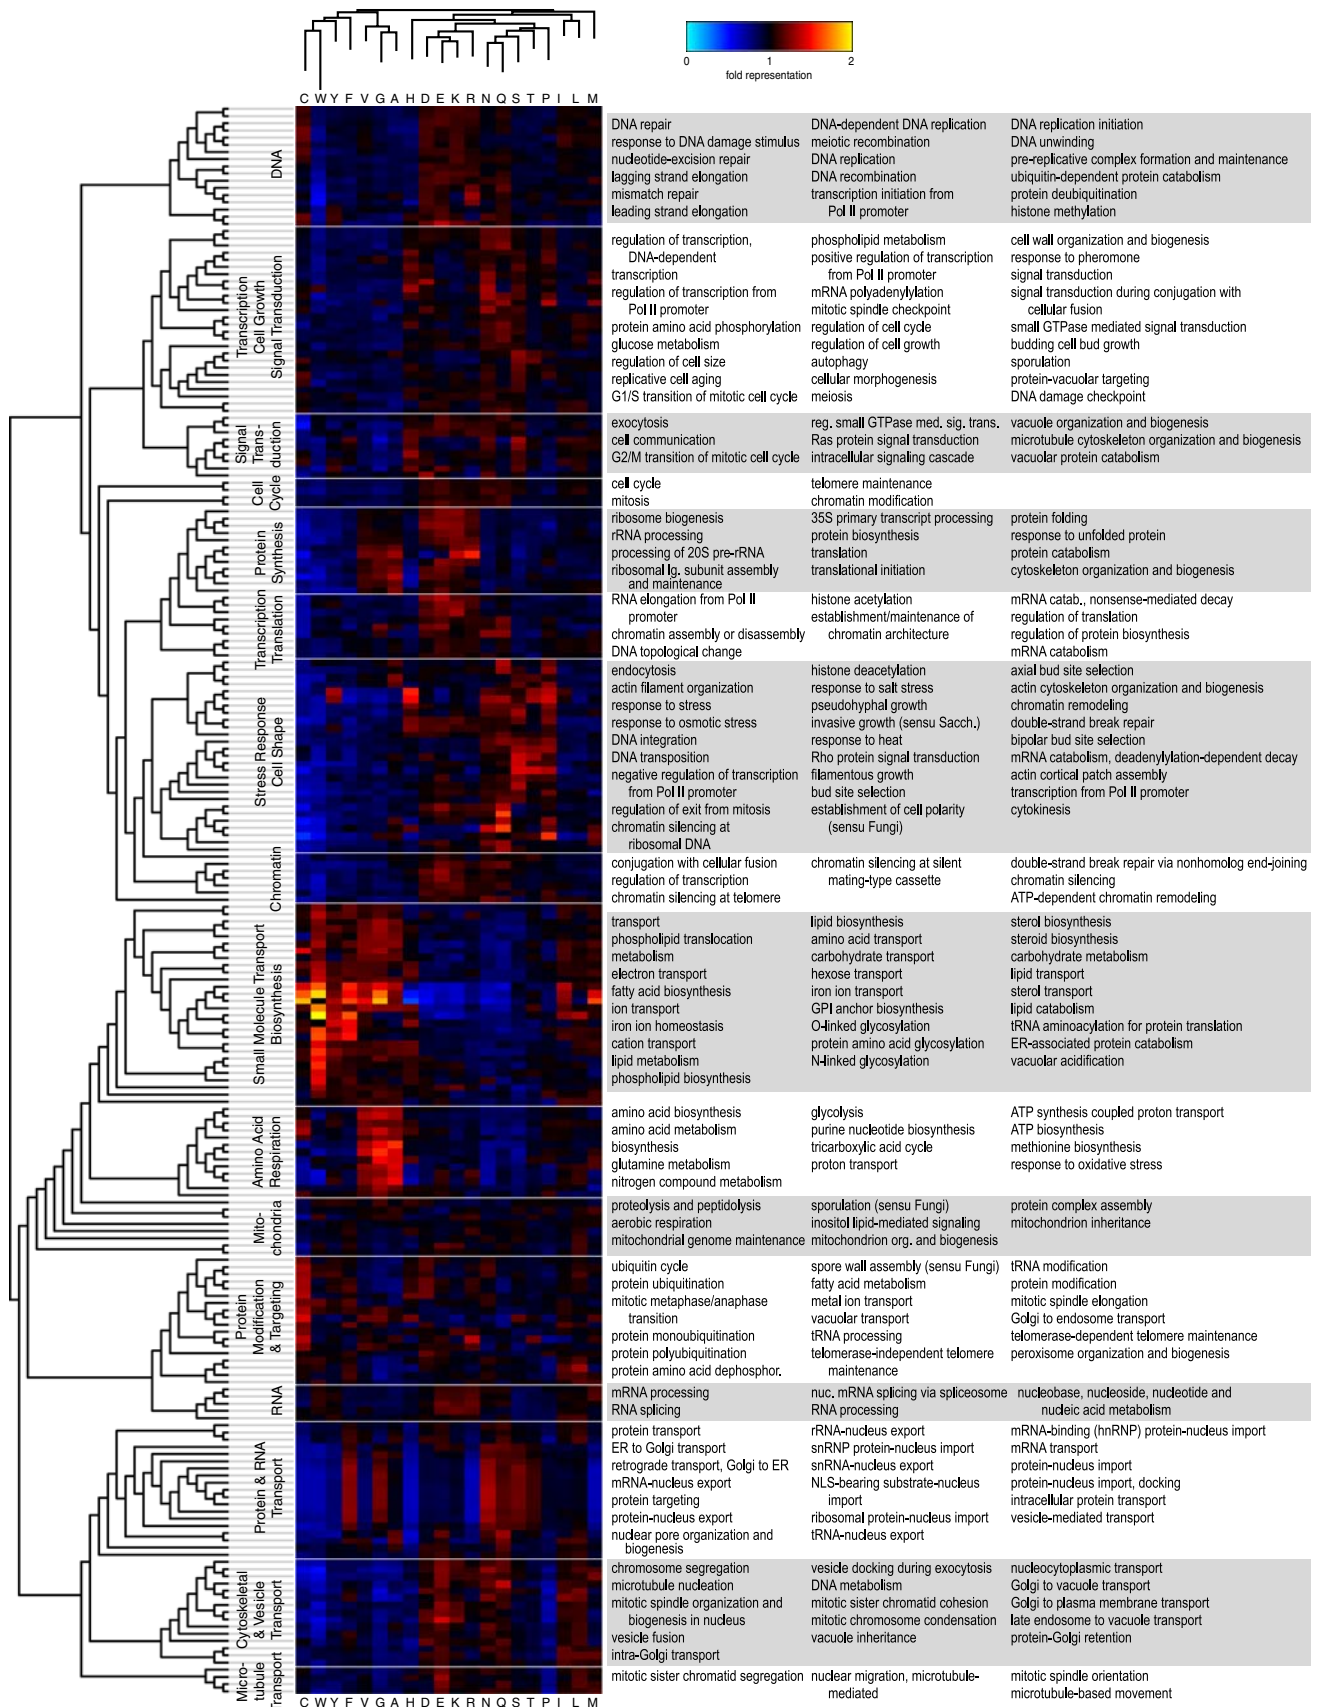 0 1 2
fold representation
C W Y F V G A H D E K R N Q S T P I L M
DNA
DNA repair
response to DNA damage stimulus
nucleotide-excision repair
lagging strand elongation
mismatch repair
leading strand elongation
DNA-dependent DNA replication
meiotic recombination
DNA replication
DNA recombination
transcription initiation from
Pol II promoter
DNA replication initiation
DNA unwinding
pre-replicative complex formation and maintenance
ubiquitin-dependent protein catabolism
protein deubiquitination
histone methylation
Transcription
Cell Growth
Signal Transduction
regulation of transcription,
DNA-dependent
transcription
regulation of transcription from
Pol II promoter
protein amino acid phosphorylation
glucose metabolism
regulation of cell size
replicative cell aging
G1/S transition of mitotic cell cycle
phospholipid metabolism
positive regulation of transcription
from Pol II promoter
mRNA polyadenylylation
mitotic spindle checkpoint
regulation of cell cycle
regulation of cell growth
autophagy
cellular morphogenesis
meiosis
cell wall organization and biogenesis
response to pheromone
signal transduction
signal transduction during conjugation with
cellular fusion
small GTPase mediated signal transduction
budding cell bud growth
sporulation
protein-vacuolar targeting
DNA damage checkpoint
Signal
Trans-
duction
exocytosis
cell communication
G2/M transition of mitotic cell cycle
reg. small GTPase med. sig. trans.
Ras protein signal transduction
intracellular signaling cascade
vacuole organization and biogenesis
microtubule cytoskeleton organization and biogenesis
vacuolar protein catabolism
Cell
Cycle
cell cycle
mitosis
telomere maintenance
chromatin modification
Protein
Synthesis
ribosome biogenesis
rRNA processing
processing of 20S pre-rRNA
ribosomal lg. subunit assembly
and maintenance
35S primary transcript processing
protein biosynthesis
translation
translational initiation
protein folding
response to unfolded protein
protein catabolism
cytoskeleton organization and biogenesis
Transcription
Translation
RNA elongation from Pol II
promoter
chromatin assembly or disassembly
DNA topological change
histone acetylation
establishment/maintenance of
chromatin architecture
mRNA catab., nonsense-mediated decay
regulation of translation
regulation of protein biosynthesis
mRNA catabolism
Stress Response
Cell Shape
endocytosis
actin filament organization
response to stress
response to osmotic stress
DNA integration
DNA transposition
negative regulation of transcription
from Pol II promoter
regulation of exit from mitosis
chromatin silencing at
ribosomal DNA
histone deacetylation
response to salt stress
pseudohyphal growth
invasive growth (sensu Sacch.)
response to heat
Rho protein signal transduction
filamentous growth
bud site selection
establishment of cell polarity
(sensu Fungi)
axial bud site selection
actin cytoskeleton organization and biogenesis
chromatin remodeling
double-strand break repair
bipolar bud site selection
mRNA catabolism, deadenylylation-dependent decay
actin cortical patch assembly
transcription from Pol II promoter
cytokinesis
Chromatin
conjugation with cellular fusion
regulation of transcription
chromatin silencing at telomere
chromatin silencing at silent
mating-type cassette
double-strand break repair via nonhomolog end-joining
chromatin silencing
ATP-dependent chromatin remodeling
Small Molecule Transport
Biosynthesis
transport
phospholipid translocation
metabolism
electron transport
fatty acid biosynthesis
ion transport
iron ion homeostasis
cation transport
lipid metabolism
phospholipid biosynthesis
lipid biosynthesis
amino acid transport
carbohydrate transport
hexose transport
iron ion transport
GPI anchor biosynthesis
O-linked glycosylation
protein amino acid glycosylation
N-linked glycosylation
sterol biosynthesis
steroid biosynthesis
carbohydrate metabolism
lipid transport
sterol transport
lipid catabolism
tRNA aminoacylation for protein translation
ER-associated protein catabolism
vacuolar acidification
Amino Acid
Respiration
amino acid biosynthesis
amino acid metabolism
biosynthesis
glutamine metabolism
nitrogen compound metabolism
glycolysis
purine nucleotide biosynthesis
tricarboxylic acid cycle
proton transport
ATP synthesis coupled proton transport
ATP biosynthesis
methionine biosynthesis
response to oxidative stress
Mito-
chondria
proteolysis and peptidolysis
aerobic respiration
mitochondrial genome maintenance
sporulation (sensu Fungi)
inositol lipid-mediated signaling
mitochondrion org. and biogenesis
protein complex assembly
mitochondrion inheritance
Protein
Modification
& Targeting
ubiquitin cycle
protein ubiquitination
mitotic metaphase/anaphase
transition
protein monoubiquitination
protein polyubiquitination
protein amino acid dephosphor.
spore wall assembly (sensu Fungi)
fatty acid metabolism
metal ion transport
vacuolar transport
tRNA processing
telomerase-independent telomere
maintenance
tRNA modification
protein modification
mitotic spindle elongation
Golgi to endosome transport
telomerase-dependent telomere maintenance
peroxisome organization and biogenesis
RNA
mRNA processing
RNA splicing
nuc. mRNA splicing via spliceosome
RNA processing
nucleobase, nucleoside, nucleotide and
nucleic acid metabolism
Protein & RNA
Transport
protein transport
ER to Golgi transport
retrograde transport, Golgi to ER
mRNA-nucleus export
protein targeting
protein-nucleus export
nuclear pore organization and
biogenesis
rRNA-nucleus export
snRNP protein-nucleus import
snRNA-nucleus export
NLS-bearing substrate-nucleus
import
ribosomal protein-nucleus import
tRNA-nucleus export
mRNA-binding (hnRNP) protein-nucleus import
mRNA transport
protein-nucleus import
protein-nucleus import, docking
intracellular protein transport
vesicle-mediated transport
Cytoskeletal
& Vesicle
Transport
chromosome segregation
microtubule nucleation
mitotic spindle organization and
biogenesis in nucleus
vesicle fusion
intra-Golgi transport
vesicle docking during exocytosis
DNA metabolism
mitotic sister chromatid cohesion
mitotic chromosome condensation
vacuole inheritance
nucleocytoplasmic transport
Golgi to vacuole transport
Golgi to plasma membrane transport
late endosome to vacuole transport
protein-Golgi retention
Micro-
tubule
Transport
mitotic sister chromatid segregation
nuclear migration, microtubule-
mediated
mitotic spindle orientation
microtubule-based movement
C W Y F V G A H D E K R N Q S T P I L M